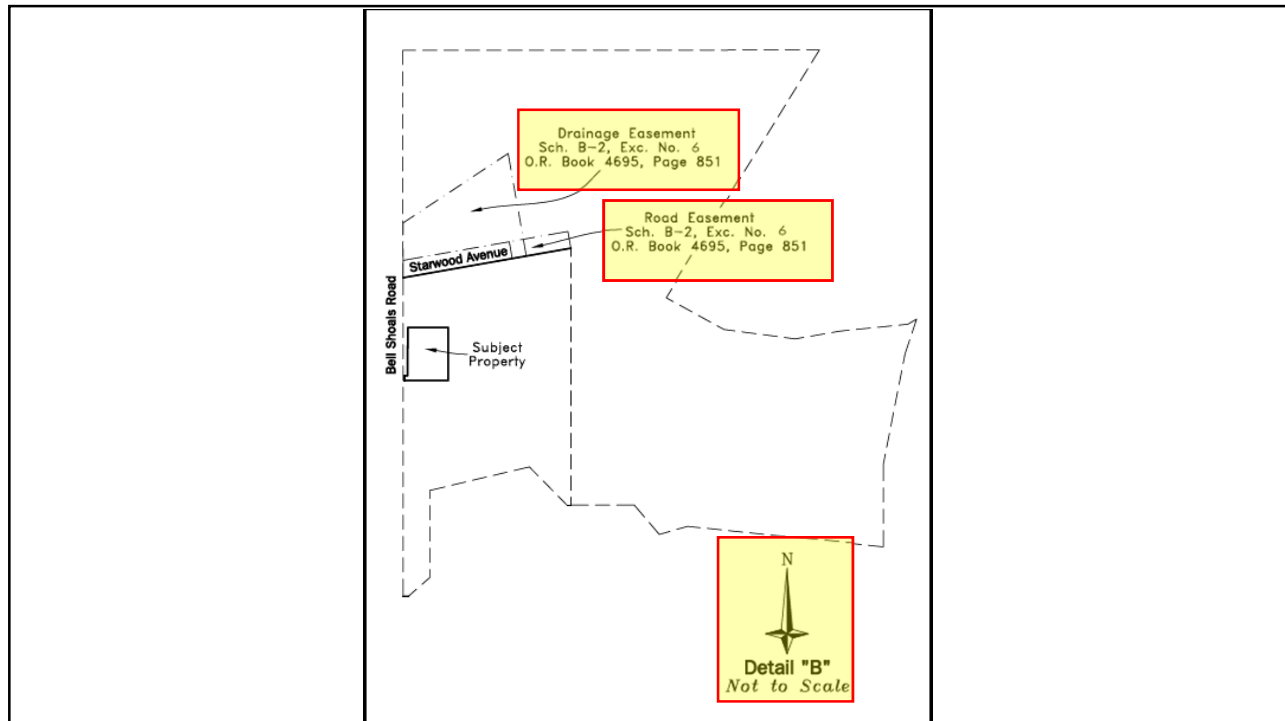 Drainage Easement
Sch. B-2, Exc. No. 6
O.R. Book 4695, Page 851
Road Easement
Sch. B-2, Exc. No. 6
O.R. Book 4695, Page 851
Starwood Avenue
Bell Shoals Road
Subject
Property
N
Detail "B"
Not to Scale